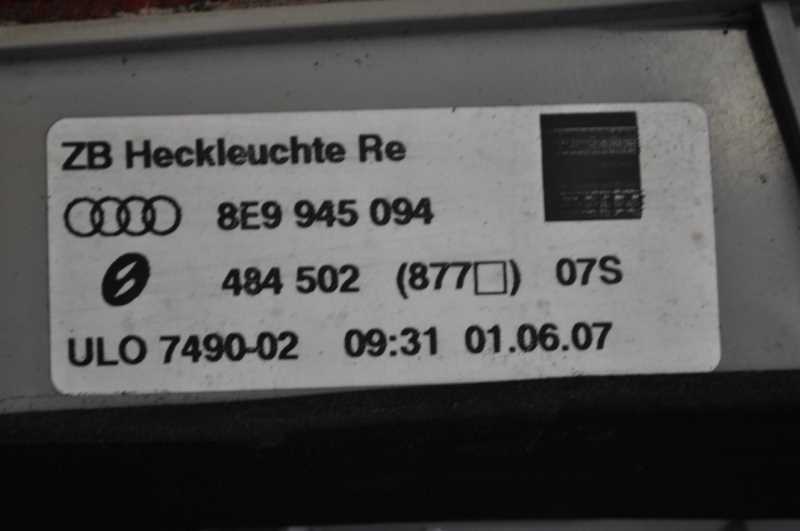 ZB Heckleuchte Re
8E9 945 094
484 502 (877□) 07S
ULO 7490-02 09:31 01.06.07